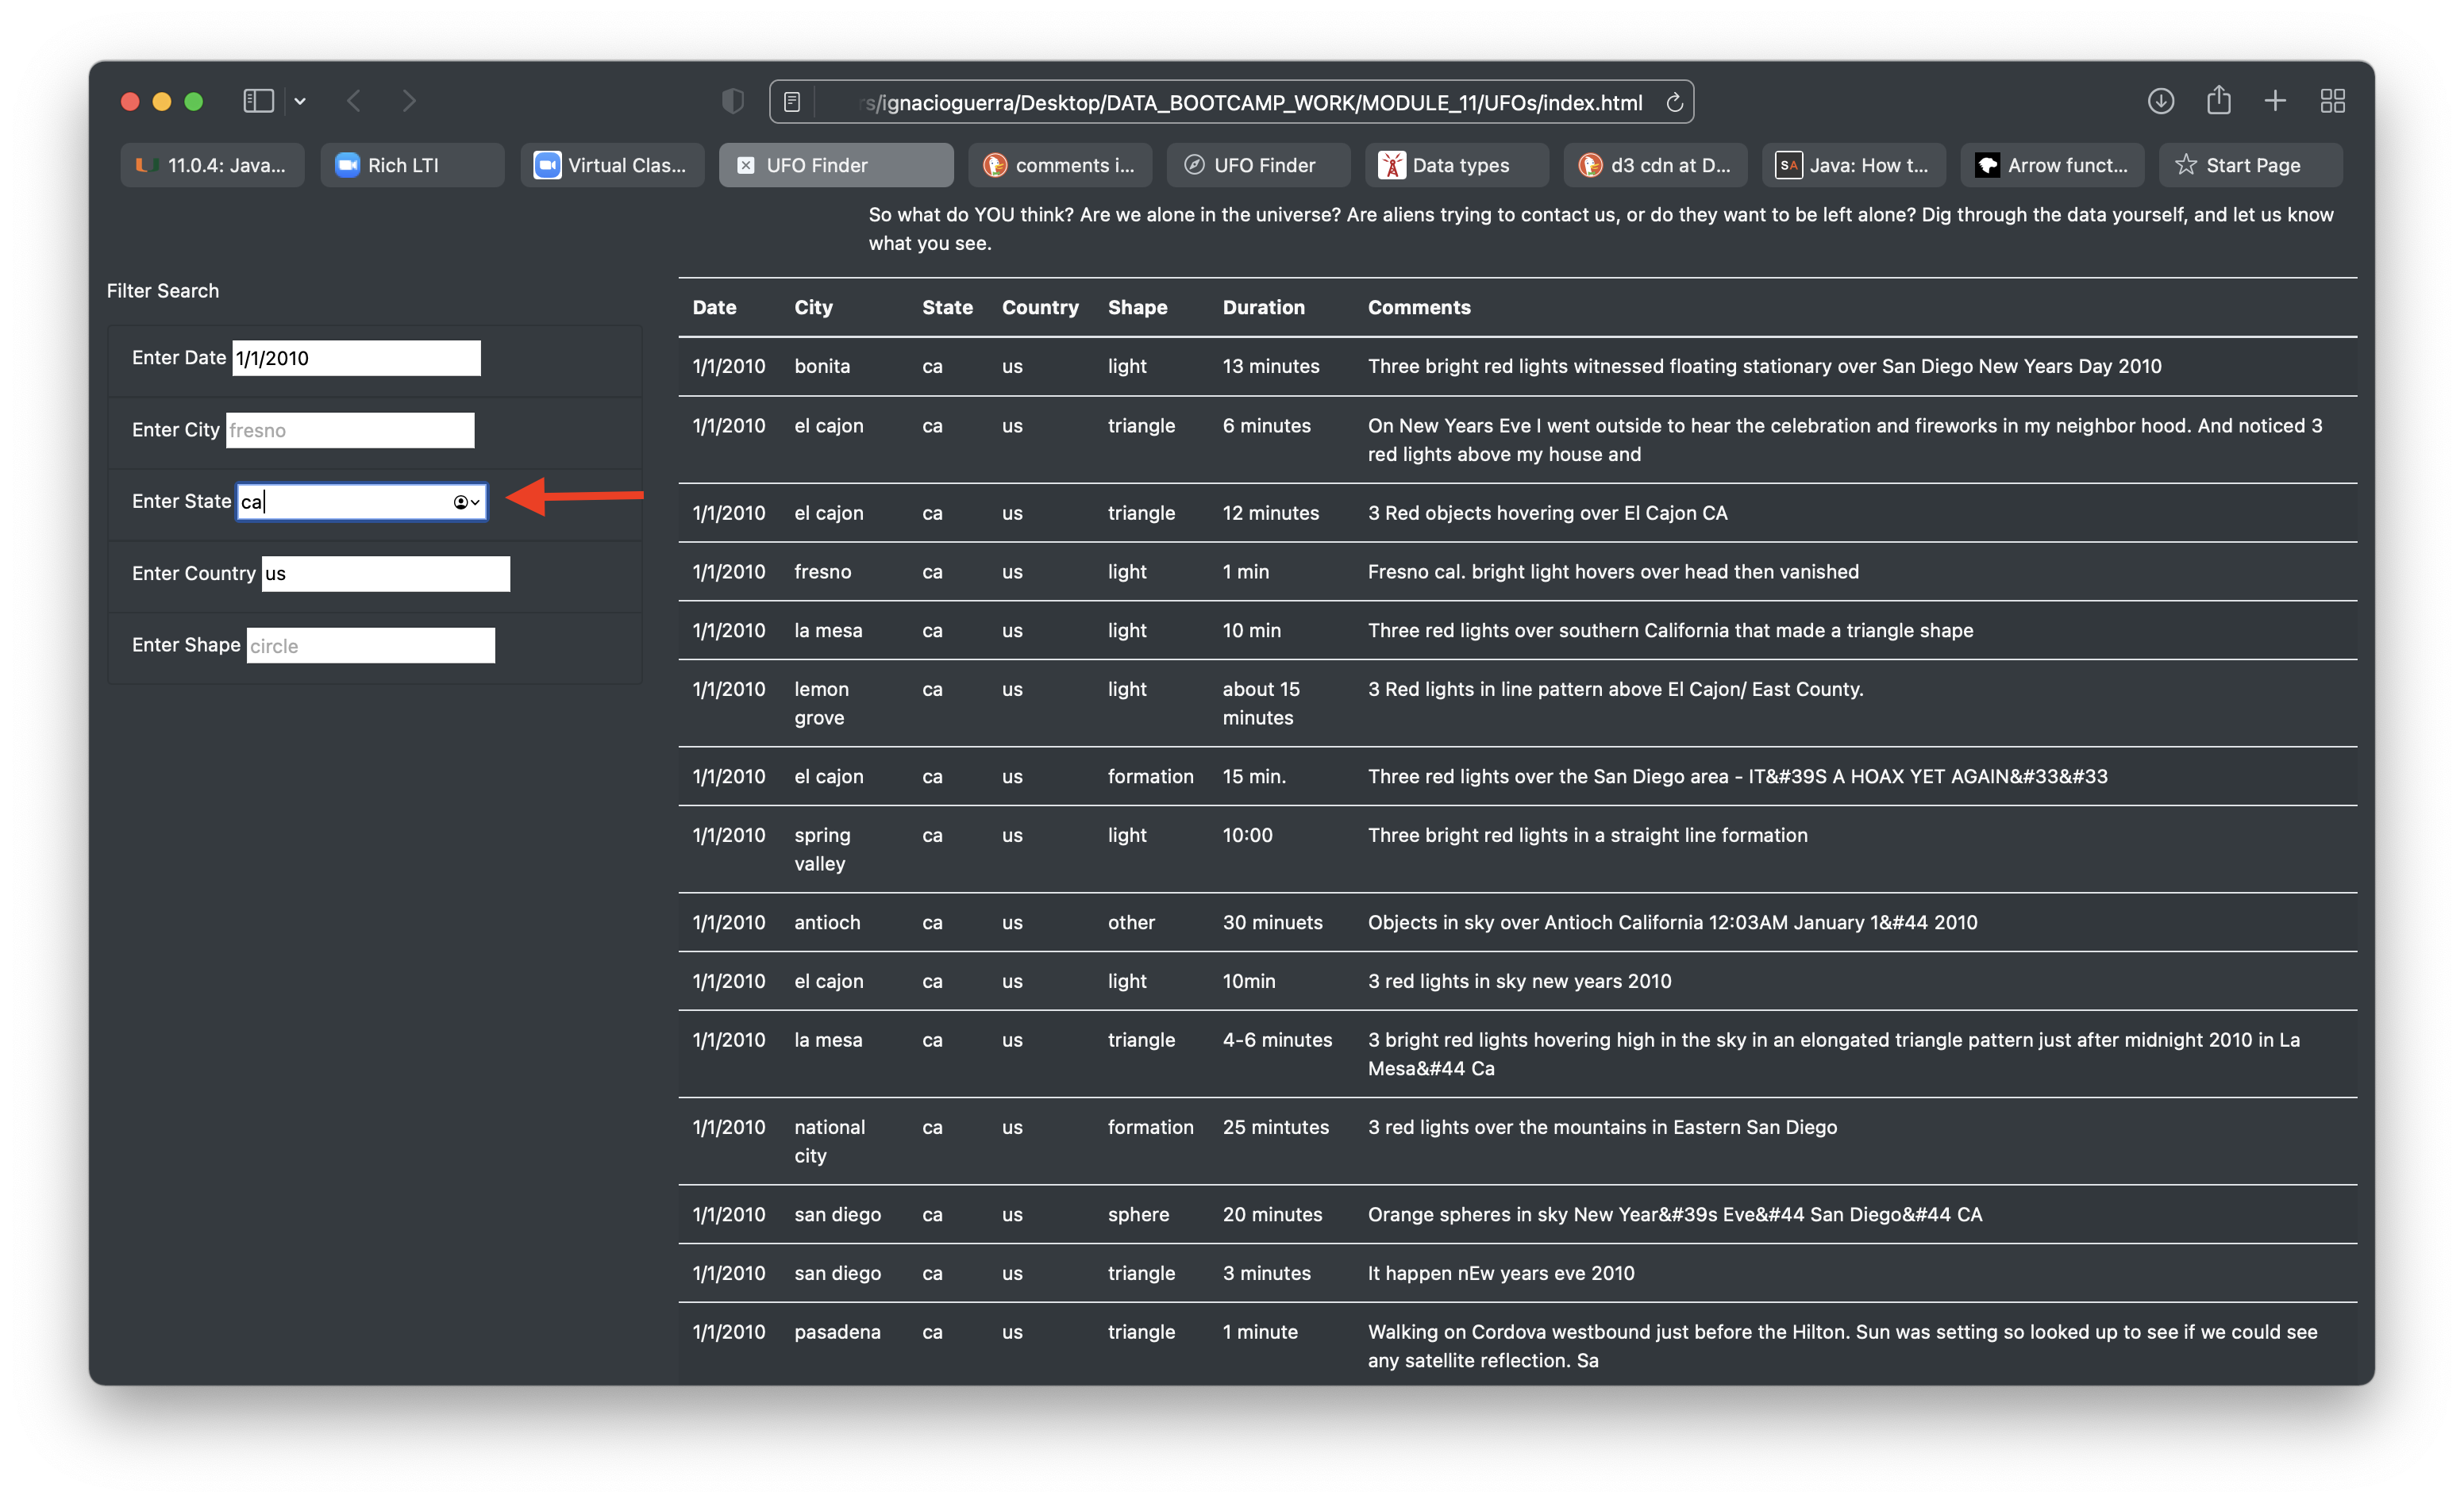 rs/ignacioguerra/Desktop/DATA_BOOTCAMP_WORK/MODULE_11/UFOs/index.html
11.0.4: Java... Rich LTI Virtual Clas... UFO Finder comments i... UFO Finder Data types d3 cdn at D... SA Java: How t... Arrow funct... Start Page
So what do YOU think? Are we alone in the universe? Are aliens trying to contact us, or do they want to be left alone? Dig through the data yourself, and let us know
what you see.
Filter Search
Enter Date 1/1/2010
Enter City fresno
Enter State ca
Enter Country us
Enter Shape circle
Date City State Country Shape Duration Comments
1/1/2010 bonita ca us light 13 minutes Three bright red lights witnessed floating stationary over San Diego New Years Day 2010
1/1/2010 el cajon ca us triangle 6 minutes On New Years Eve I went outside to hear the celebration and fireworks in my neighbor hood. And noticed 3
red lights above my house and
1/1/2010 el cajon ca us triangle 12 minutes 3 Red objects hovering over El Cajon CA
1/1/2010 fresno ca us light 1 min Fresno cal. bright light hovers over head then vanished
1/1/2010 la mesa ca us light 10 min Three red lights over southern California that made a triangle shape
1/1/2010 lemon ca us light about 15 3 Red lights in line pattern above El Cajon/ East County.
grove minutes
1/1/2010 el cajon ca us formation 15 min. Three red lights over the San Diego area - IT&#39S A HOAX YET AGAIN&#33&#33
1/1/2010 spring ca us light 10:00 Three bright red lights in a straight line formation
valley
1/1/2010 antioch ca us other 30 minuets Objects in sky over Antioch California 12:03AM January 1&#44 2010
1/1/2010 el cajon ca us light 10min 3 red lights in sky new years 2010
1/1/2010 la mesa ca us triangle 4-6 minutes 3 bright red lights hovering high in the sky in an elongated triangle pattern just after midnight 2010 in La
Mesa&#44 Ca
1/1/2010 national ca us formation 25 mintutes 3 red lights over the mountains in Eastern San Diego
city
1/1/2010 san diego ca us sphere 20 minutes Orange spheres in sky New Year&#39s Eve&#44 San Diego&#44 CA
1/1/2010 san diego ca us triangle 3 minutes It happen nEw years eve 2010
1/1/2010 pasadena ca us triangle 1 minute Walking on Cordova westbound just before the Hilton. Sun was setting so looked up to see if we could see
any satellite reflection. Sa